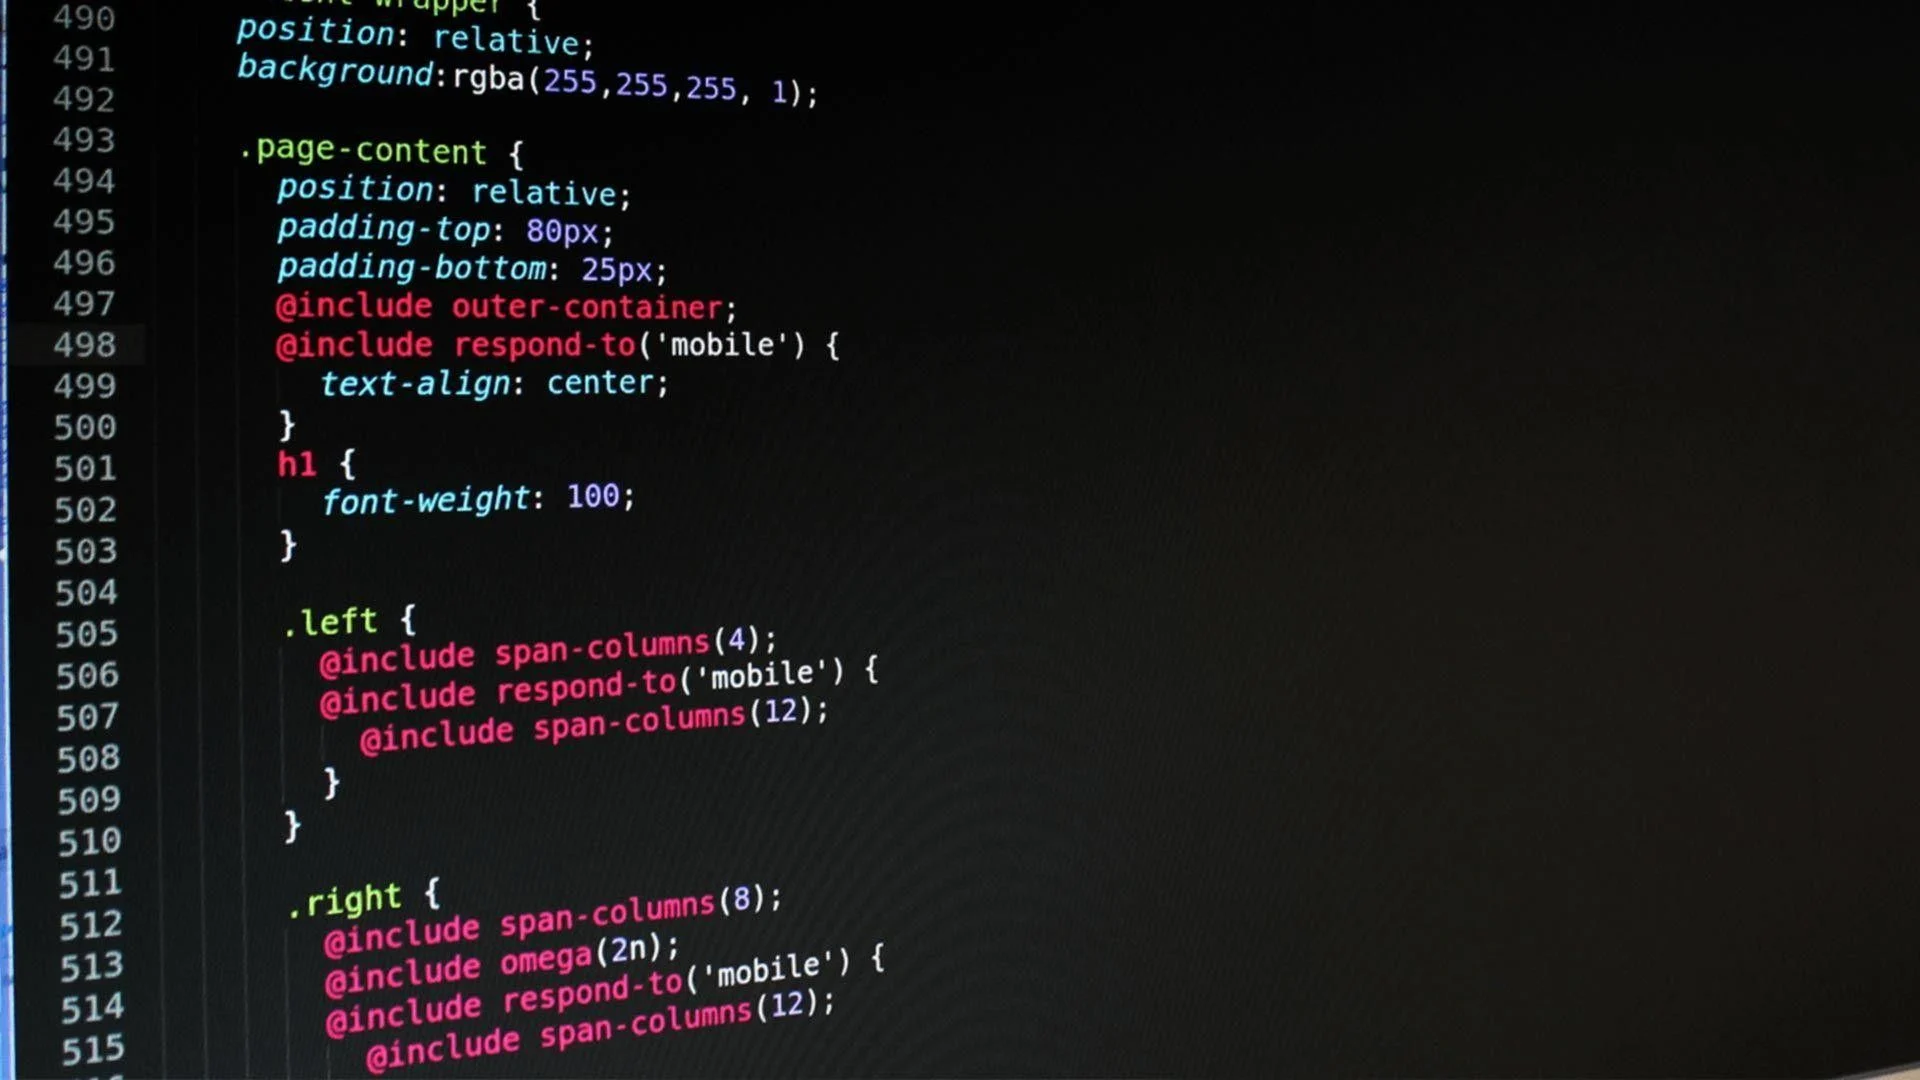 490
491
492
493
494
495
496
497
498
499
500
501
502
503
504
505
506
507
508
509
510
511
512
513
514
515
wrapper {
position: relative;
background:rgba(255,255,255, 1);
.page-content {
position: relative;
padding-top: 80px;
padding-bottom: 25px;
@include outer-container;
@include respond-to('mobile') {
text-align: center;
}
h1 {
font-weight: 100;
}
.left {
@include span-columns(4);
@include respond-to('mobile') {
@include span-columns(12);
}
}
.right {
@include span-columns(8);
@include omega(2n);
@include respond-to('mobile') {
@include span-columns(12);